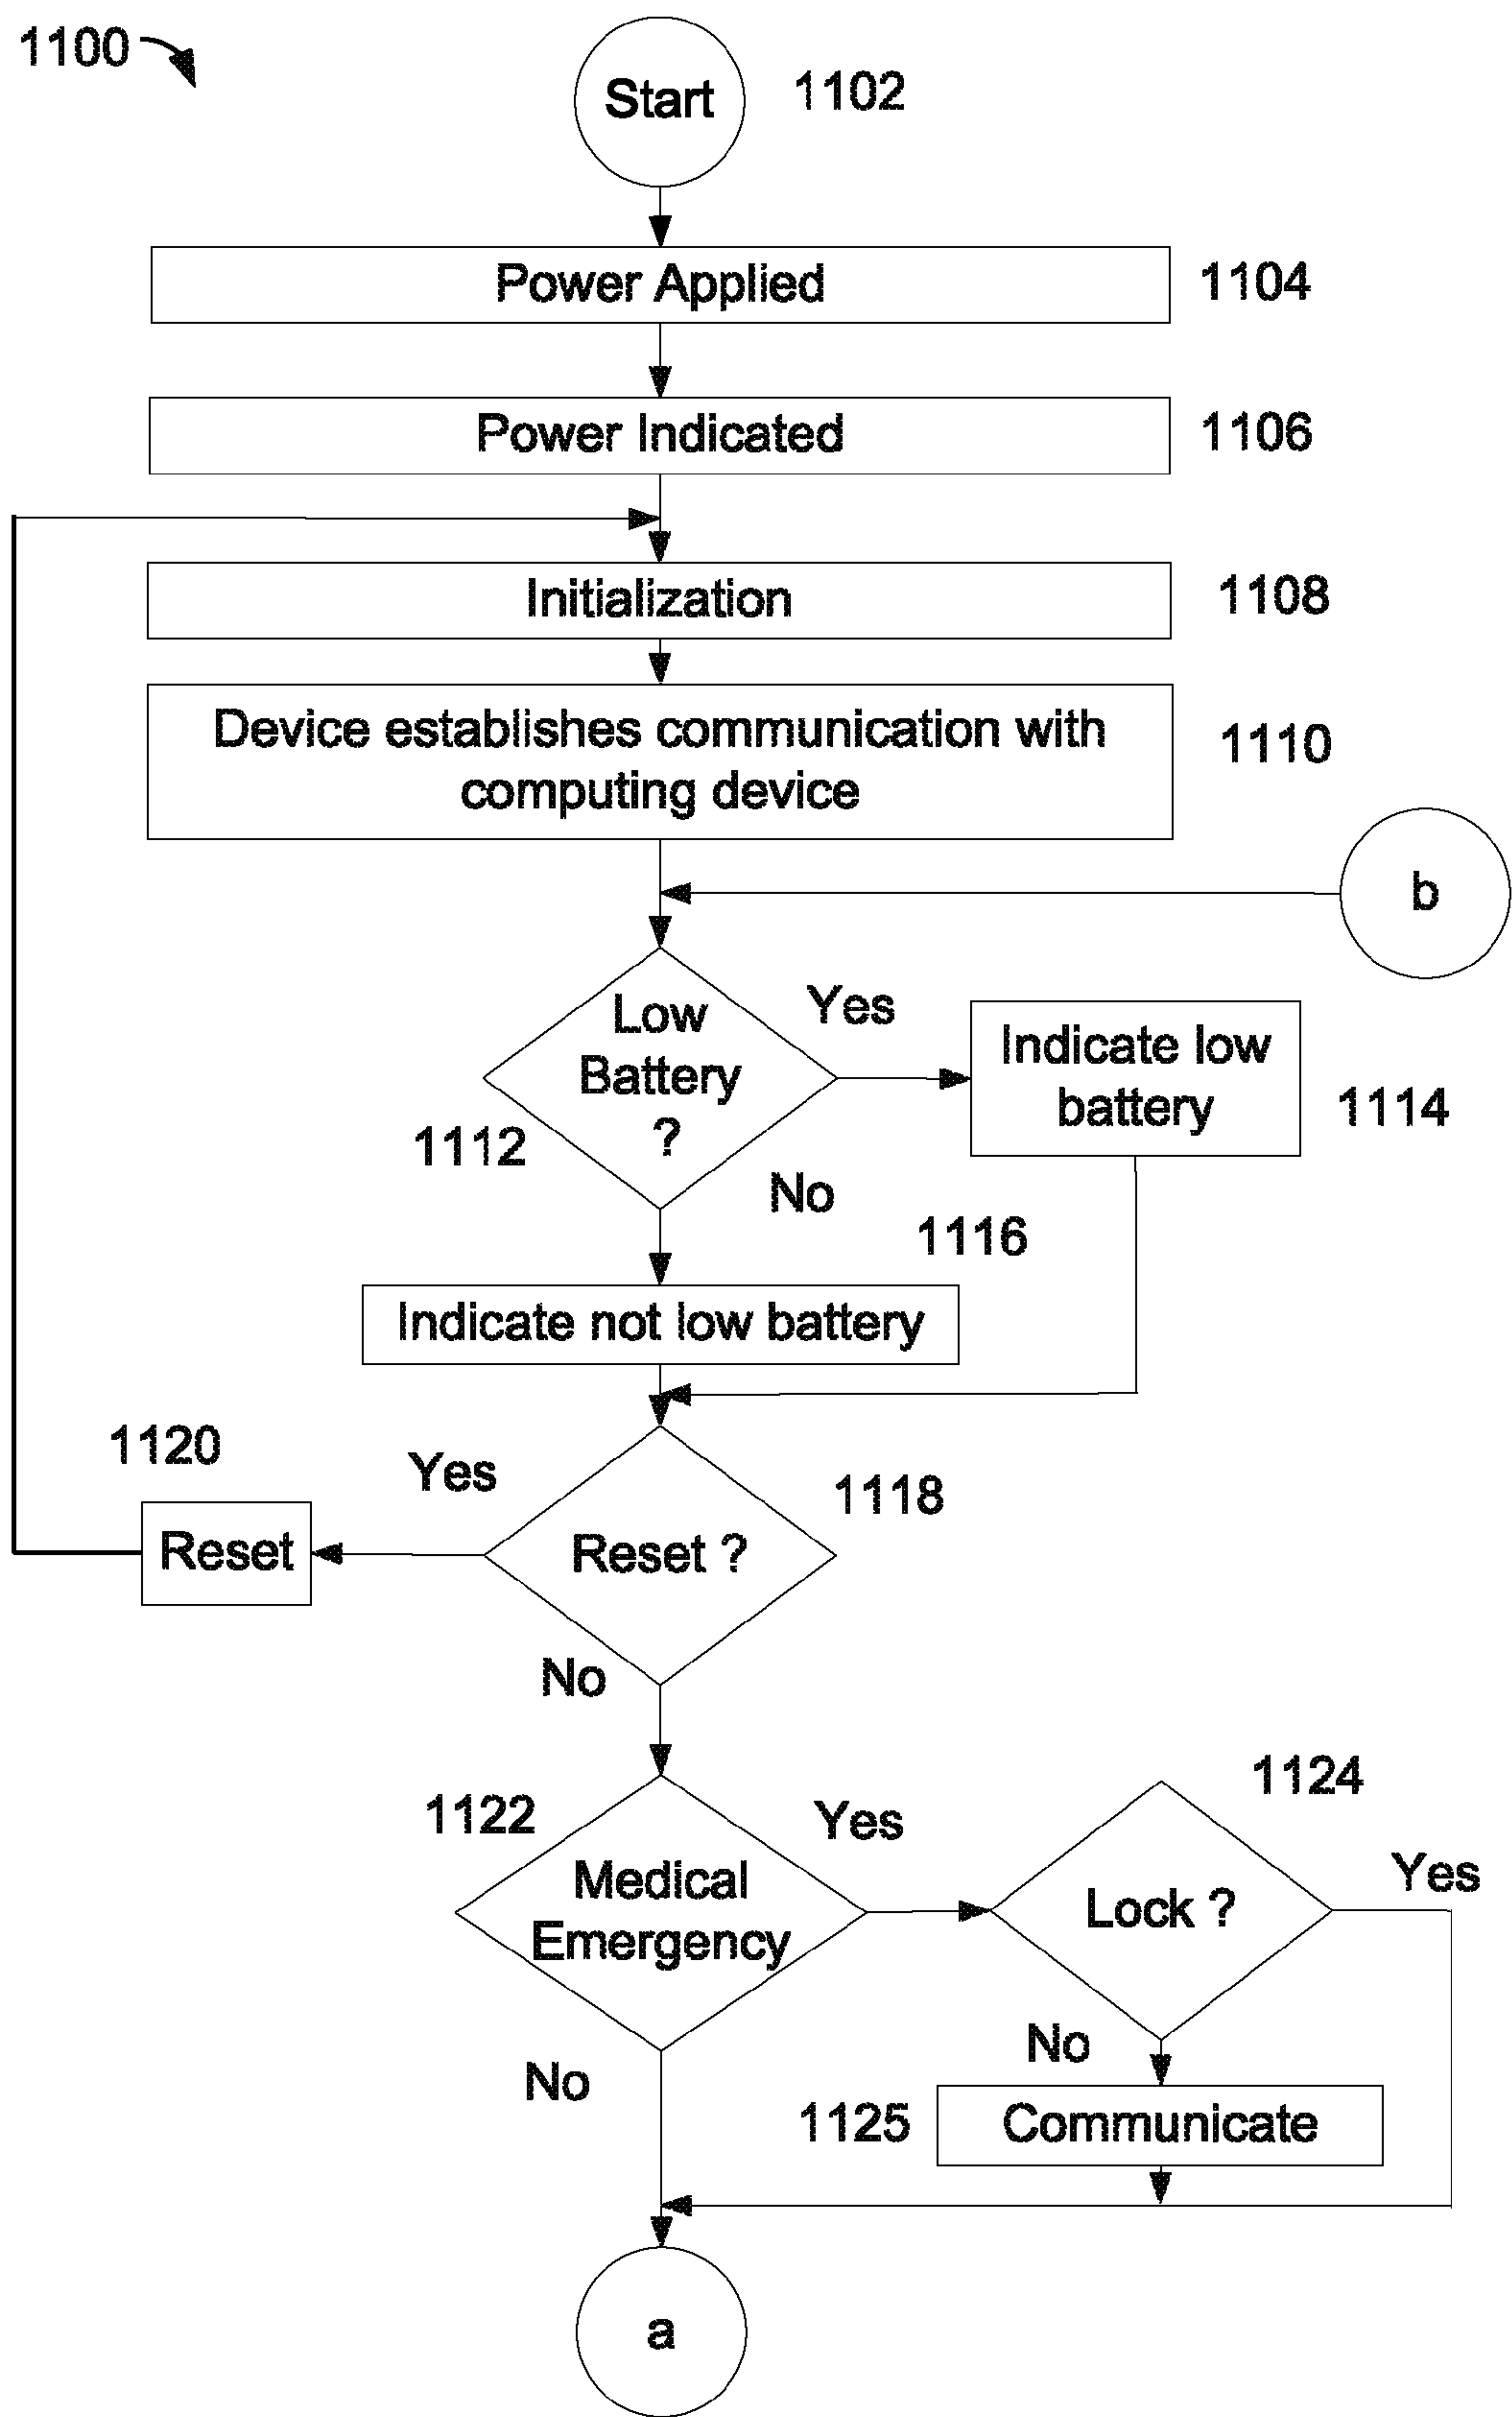 1100
Start
1102
Power Applied
1104
Power Indicated
1106
Initialization
1108
Device establishes communication with
computing device
1110
b
Low
Battery
?
1112
Yes
Indicate low
battery
1114
No
1116
Indicate not low battery
1120
Yes
1118
Reset
Reset ?
No
1122
Medical
Emergency
Yes
1124
Lock ?
Yes
No
No
1125
Communicate
a